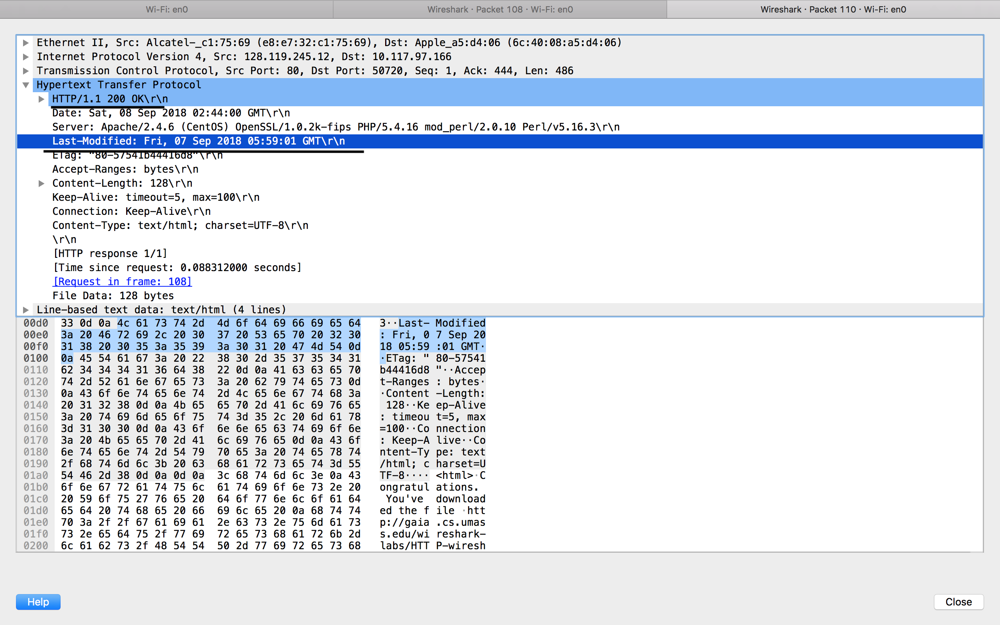 Wi-Fi: en0
Wireshark · Packet 108 · Wi-Fi: en0
Wireshark · Packet 110 · Wi-Fi: en0
Ethernet II, Src: Alcatel-_c1:75:69 (e8:e7:32:c1:75:69), Dst: Apple_a5:d4:06 (6c:40:08:a5:d4:06)
Internet Protocol Version 4, Src: 128.119.245.12, Dst: 10.117.97.166
Transmission Control Protocol, Src Port: 80, Dst Port: 50720, Seq: 1, Ack: 444, Len: 486
Hypertext Transfer Protocol
HTTP/1.1 200 OK\r\n
Date: Sat, 08 Sep 2018 02:44:00 GMT\r\n
Server: Apache/2.4.6 (CentOS) OpenSSL/1.0.2k-fips PHP/5.4.16 mod_perl/2.0.10 Perl/v5.16.3\r\n
Last-Modified: Fri, 07 Sep 2018 05:59:01 GMT\r\n
ETag: "80-57541b44416d8"\r\n
Accept-Ranges: bytes\r\n
Content-Length: 128\r\n
Keep-Alive: timeout=5, max=100\r\n
Connection: Keep-Alive\r\n
Content-Type: text/html; charset=UTF-8\r\n
\r\n
[HTTP response 1/1]
[Time since request: 0.088312000 seconds]
[Request in frame: 108]
File Data: 128 bytes
Line-based text data: text/html (4 lines)
00d0 33 0d 0a 4c 61 73 74 2d 4d 6f 64 69 66 69 65 64 3··Last- Modified
00e0 3a 20 46 72 69 2c 20 30 37 20 53 65 70 20 32 30 : Fri, 0 7 Sep 20
00f0 31 38 20 30 35 3a 35 39 3a 30 31 20 47 4d 54 0d 18 05:59 :01 GMT·
0100 0a 45 54 61 67 3a 20 22 38 30 2d 35 37 35 34 31 ·ETag: " 80-57541
0110 62 34 34 34 31 36 64 38 22 0d 0a 41 63 63 65 70 b44416d8 "··Accep
0120 74 2d 52 61 6e 67 65 73 3a 20 62 79 74 65 73 0d t-Ranges : bytes·
0130 0a 43 6f 6e 74 65 6e 74 2d 4c 65 6e 67 74 68 3a ·Content -Length:
0140 20 31 32 38 0d 0a 4b 65 65 70 2d 41 6c 69 76 65 128··Ke ep-Alive
0150 3a 20 74 69 6d 65 6f 75 74 3d 35 2c 20 6d 61 78 : timeou t=5, max
0160 3d 31 30 30 0d 0a 43 6f 6e 6e 65 63 74 69 6f 6e =100··Co nnection
0170 3a 20 4b 65 65 70 2d 41 6c 69 76 65 0d 0a 43 6f : Keep-A live··Co
0180 6e 74 65 6e 74 2d 54 79 70 65 3a 20 74 65 78 74 ntent-Ty pe: text
0190 2f 68 74 6d 6c 3b 20 63 68 61 72 73 65 74 3d 55 /html; c harset=U
01a0 54 46 2d 38 0d 0a 0d 0a 3c 68 74 6d 6c 3e 0a 43 TF-8···· <html>·C
01b0 6f 6e 67 72 61 74 75 6c 61 74 69 6f 6e 73 2e 20 ongratul ations.
01c0 20 59 6f 75 27 76 65 20 64 6f 77 6e 6c 6f 61 64 You've download
01d0 65 64 20 74 68 65 20 66 69 6c 65 20 0a 68 74 74 ed the f ile ·htt
01e0 70 3a 2f 2f 67 61 69 61 2e 63 73 2e 75 6d 61 73 p://gaia .cs.umas
01f0 73 2e 65 64 75 2f 77 69 72 65 73 68 61 72 6b 2d s.edu/wi reshark-
0200 6c 61 62 73 2f 48 54 54 50 2d 77 69 72 65 73 68 labs/HTT P-wiresh
Help
Close